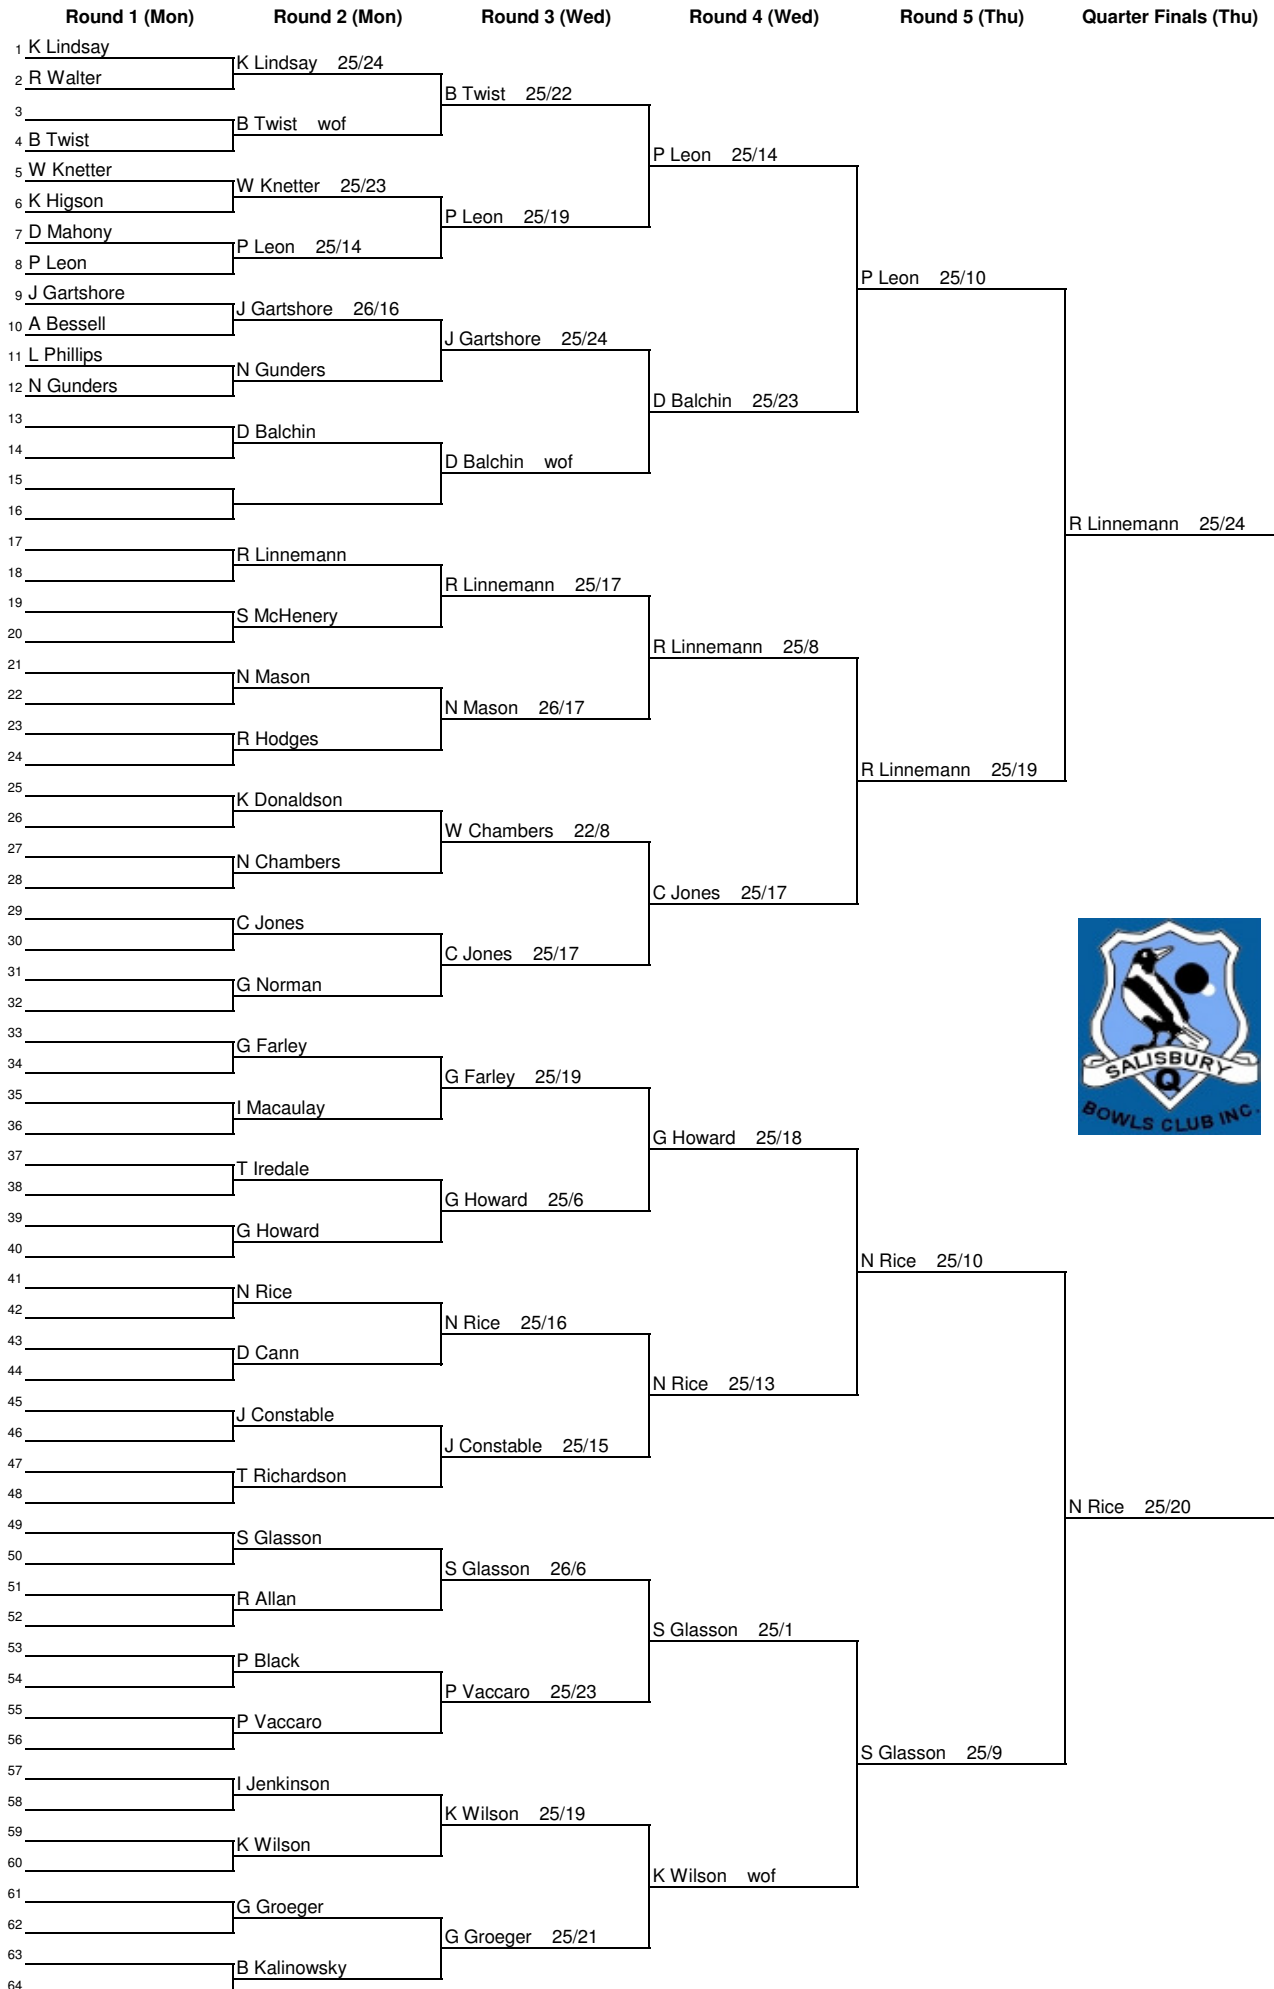 Round 1 (Mon) Round 2 (Mon) Round 3 (Wed) Round 4 (Wed) Round 5 (Thu) Quarter Finals (Thu)
1 K Lindsay
K Lindsay 25/24
2 R Walter
B Twist 25/22
3
B Twist wof
4 B Twist
P Leon 25/14
5 W Knetter
W Knetter 25/23
6 K Higson
P Leon 25/19
7 D Mahony
P Leon 25/14
8 P Leon
P Leon 25/10
9 J Gartshore
J Gartshore 26/16
10 A Bessell
J Gartshore 25/24
11 L Phillips
N Gunders
12 N Gunders
D Balchin 25/23
13
D Balchin
14
D Balchin wof
15
16
R Linnemann 25/24
17
R Linnemann
18
R Linnemann 25/17
19
S McHenery
20
R Linnemann 25/8
21
N Mason
22
N Mason 26/17
23
R Hodges
24
R Linnemann 25/19
25
K Donaldson
26
W Chambers 22/8
27
N Chambers
28
C Jones 25/17
29
C Jones
30
C Jones 25/17
31
G Norman
32
33
G Farley
34
G Farley 25/19
35
I Macaulay
36
G Howard 25/18
37
T Iredale
38
G Howard 25/6
39
G Howard
40
N Rice 25/10
41
N Rice
42
N Rice 25/16
43
D Cann
44
N Rice 25/13
45
J Constable
46
J Constable 25/15
47
T Richardson
48
N Rice 25/20
49
S Glasson
50
S Glasson 26/6
51
R Allan
52
S Glasson 25/1
53
P Black
54
P Vaccaro 25/23
55
P Vaccaro
56
S Glasson 25/9
57
I Jenkinson
58
K Wilson 25/19
59
K Wilson
60
K Wilson wof
61
G Groeger
62
G Groeger 25/21
63
B Kalinowsky
64
SALISBURY
Q
BOWLS CLUB INC.